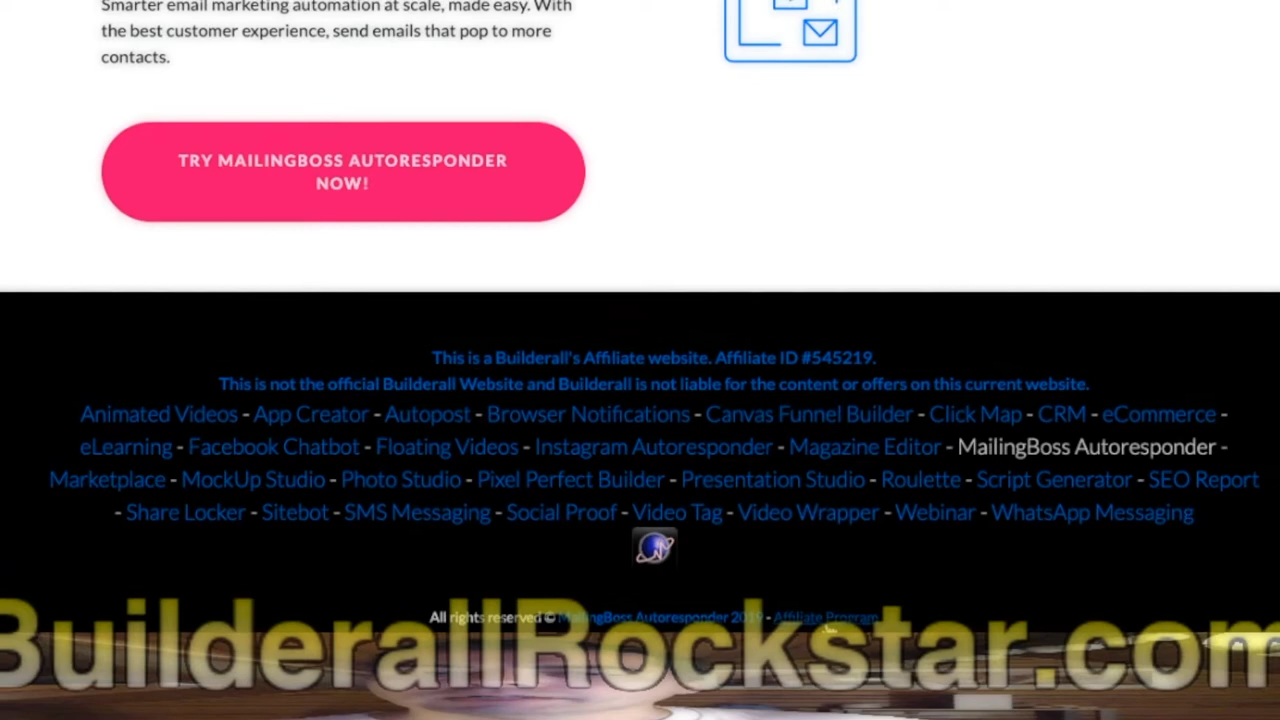 Smarter email marketing automation at scale, made easy. With
the best customer experience, send emails that pop to more
contacts.
TRY MAILINGBOSS AUTORESPONDER
NOW!
This is a Builderall's Affiliate website. Affiliate ID #545219.
This is not the official Builderall Website and Builderall is not liable for the content or offers on this current website.
Animated Videos - App Creator - Autopost - Browser Notifications - Canvas Funnel Builder - Click Map - CRM - eCommerce -
eLearning - Facebook Chatbot - Floating Videos - Instagram Autoresponder - Magazine Editor - MailingBoss Autoresponder -
Marketplace - MockUp Studio - Photo Studio - Pixel Perfect Builder - Presentation Studio - Roulette - Script Generator - SEO Report
- Share Locker - Sitebot - SMS Messaging - Social Proof - Video Tag - Video Wrapper - Webinar - WhatsApp Messaging
All rights reserved © MailingBoss Autoresponder 2019 - Affiliate Program
BuilderallRockstar.com